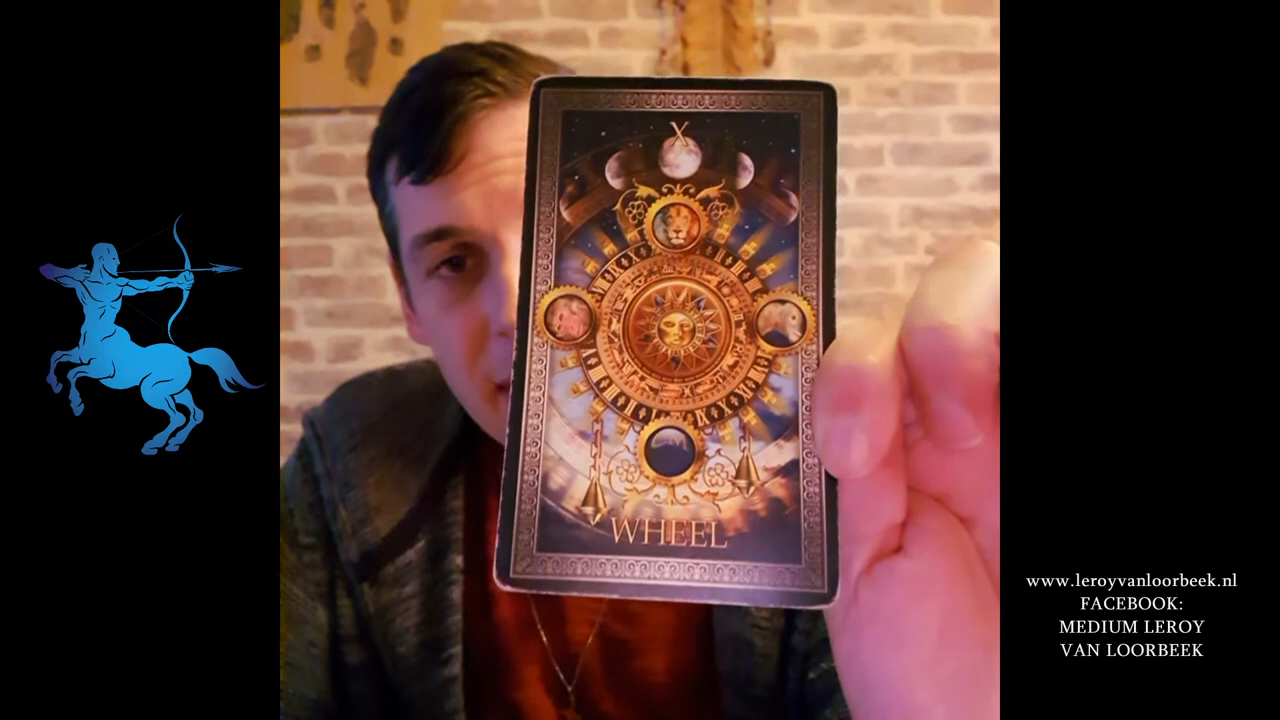 X
WHEEL
www.leroyvanloorbeek.nl
FACEBOOK:
MEDIUM LEROY
VAN LOORBEEK